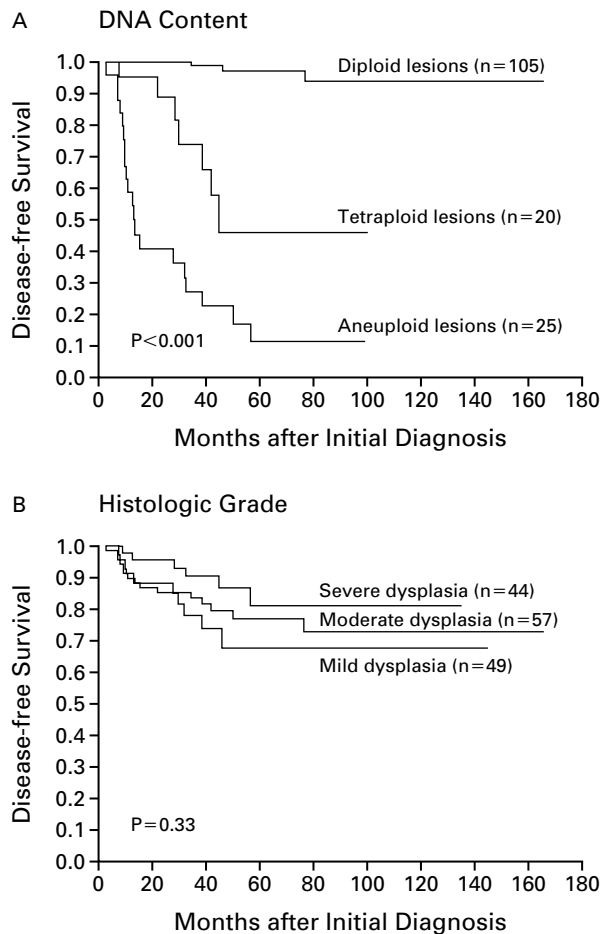 A DNA Content
Disease-free Survival
1.0
0.9
0.8
0.7
0.6
0.5
0.4
0.3
0.2
0.1
0.0
Diploid lesions (n=105)
Tetraploid lesions (n=20)
Aneuploid lesions (n=25)
P<0.001
0 20 40 60 80 100 120 140 160 180
Months after Initial Diagnosis
B Histologic Grade
Disease-free Survival
1.0
0.9
0.8
0.7
0.6
0.5
0.4
0.3
0.2
0.1
0.0
Severe dysplasia (n=44)
Moderate dysplasia (n=57)
Mild dysplasia (n=49)
P=0.33
0 20 40 60 80 100 120 140 160 180
Months after Initial Diagnosis